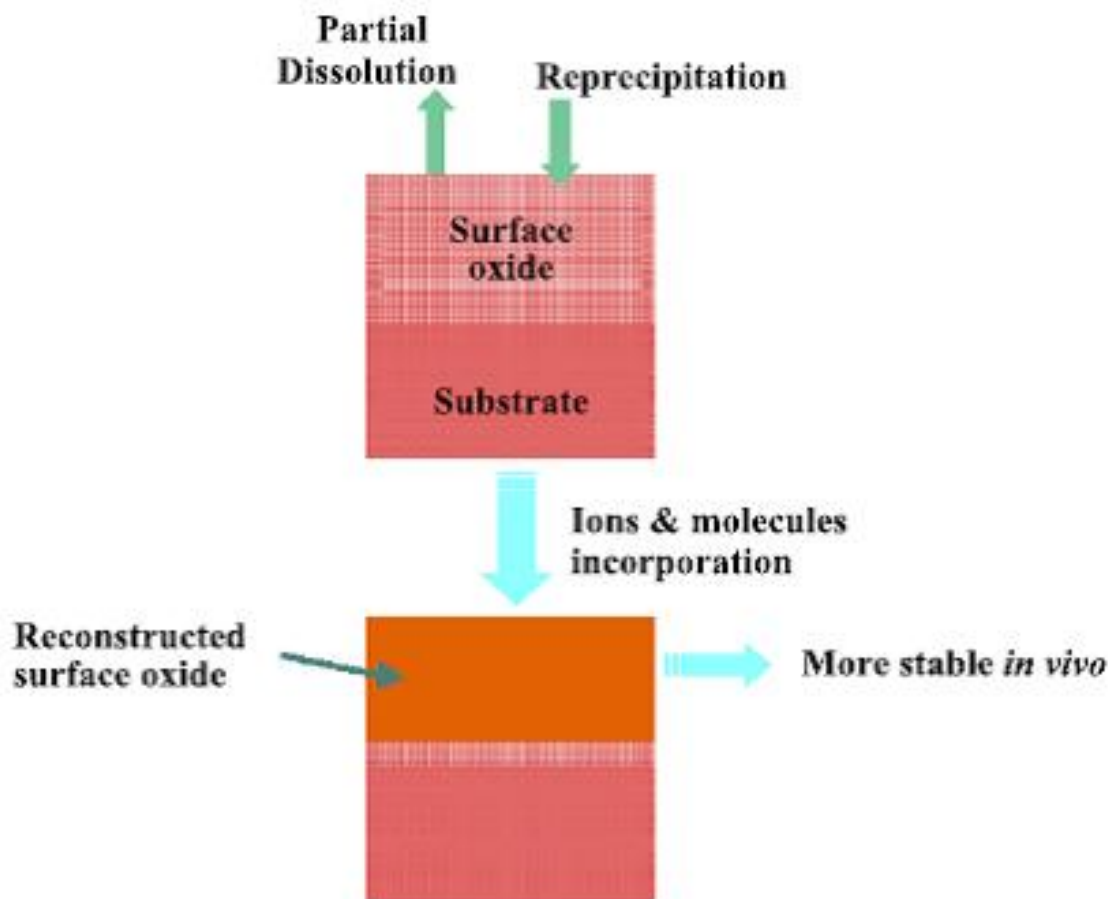 Partial
Dissolution
Reprecipitation
Surface
oxide
Substrate
Ions & molecules
incorporation
Reconstructed
surface oxide
More stable in vivo